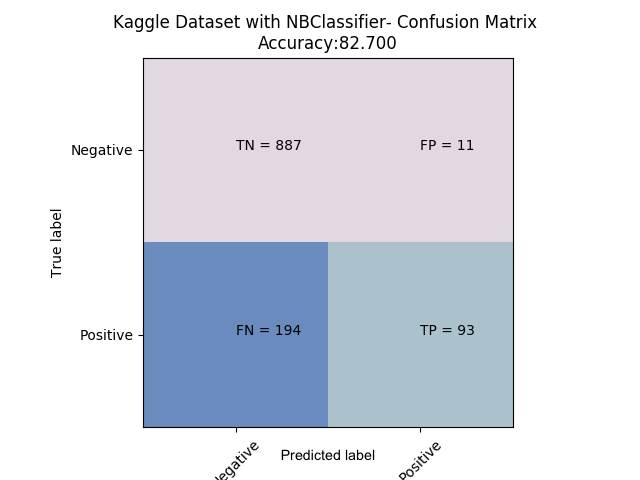 Kaggle Dataset with NBClassifier- Confusion Matrix
Accuracy:82.700
Negative
TN = 887
FP = 11
True label
Positive
FN = 194
TP = 93
Predicted label
Positive